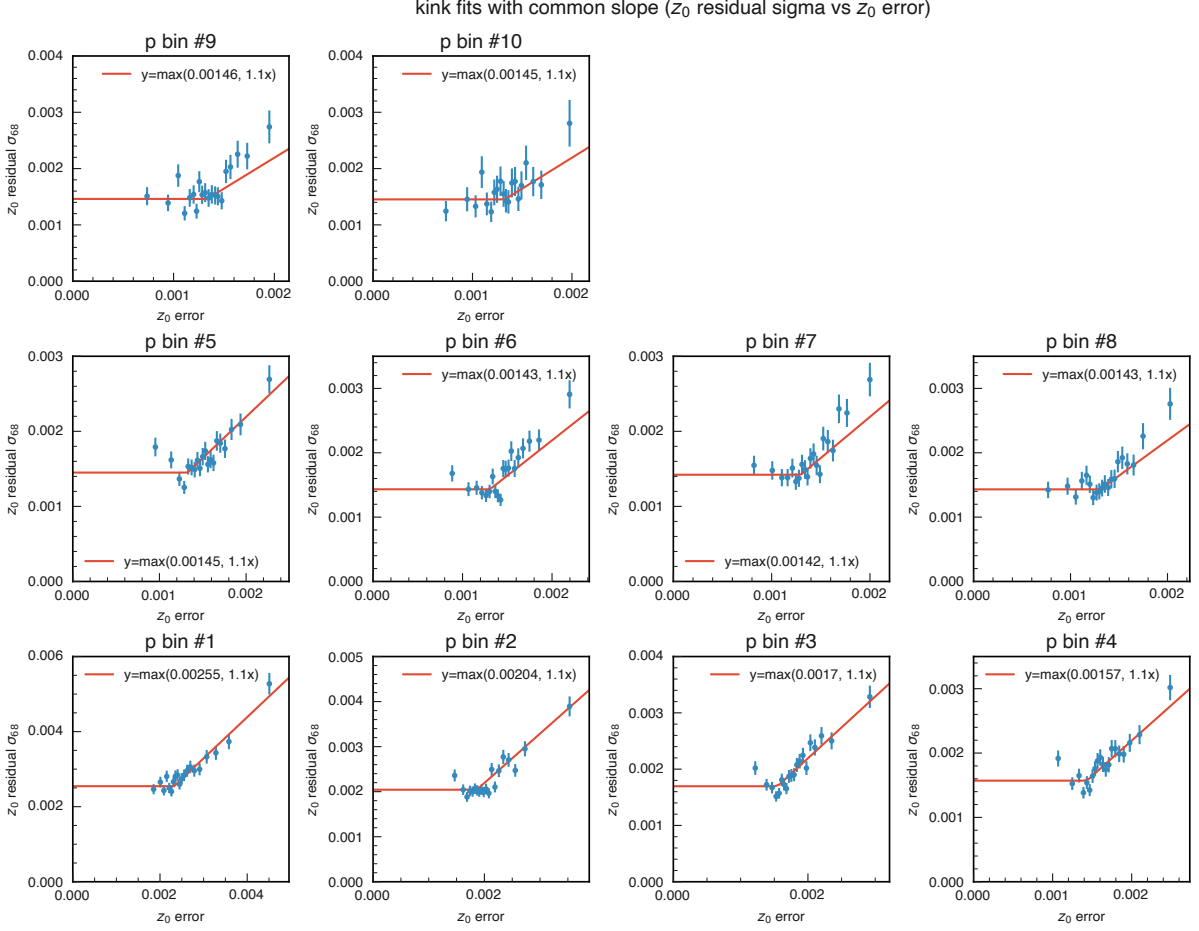 kink fits with common slope (z₀ residual sigma vs z₀ error)
p bin #9
y=max(0.00146, 1.1x)
z₀ residual σ₆₈
0.004
0.003
0.002
0.001
0.000
0.000 0.001 0.002
z₀ error
p bin #10
y=max(0.00145, 1.1x)
z₀ residual σ₆₈
0.004
0.003
0.002
0.001
0.000
0.000 0.001 0.002
z₀ error
p bin #5
y=max(0.00145, 1.1x)
z₀ residual σ₆₈
0.003
0.002
0.001
0.000
0.000 0.002
z₀ error
p bin #6
y=max(0.00143, 1.1x)
z₀ residual σ₆₈
0.003
0.002
0.001
0.000
0.000 0.002
z₀ error
p bin #7
y=max(0.00142, 1.1x)
z₀ residual σ₆₈
0.003
0.002
0.001
0.000
0.000 0.001 0.002
z₀ error
p bin #8
y=max(0.00143, 1.1x)
z₀ residual σ₆₈
0.003
0.002
0.001
0.000
0.000 0.001 0.002
z₀ error
p bin #1
y=max(0.00255, 1.1x)
z₀ residual σ₆₈
0.006
0.004
0.002
0.000
0.000 0.002 0.004
z₀ error
p bin #2
y=max(0.00204, 1.1x)
z₀ residual σ₆₈
0.005
0.004
0.003
0.002
0.001
0.000
0.000 0.002
z₀ error
p bin #3
y=max(0.0017, 1.1x)
z₀ residual σ₆₈
0.004
0.003
0.002
0.001
0.000
0.000 0.002
z₀ error
p bin #4
y=max(0.00157, 1.1x)
z₀ residual σ₆₈
0.003
0.002
0.001
0.000
0.000 0.002
z₀ error